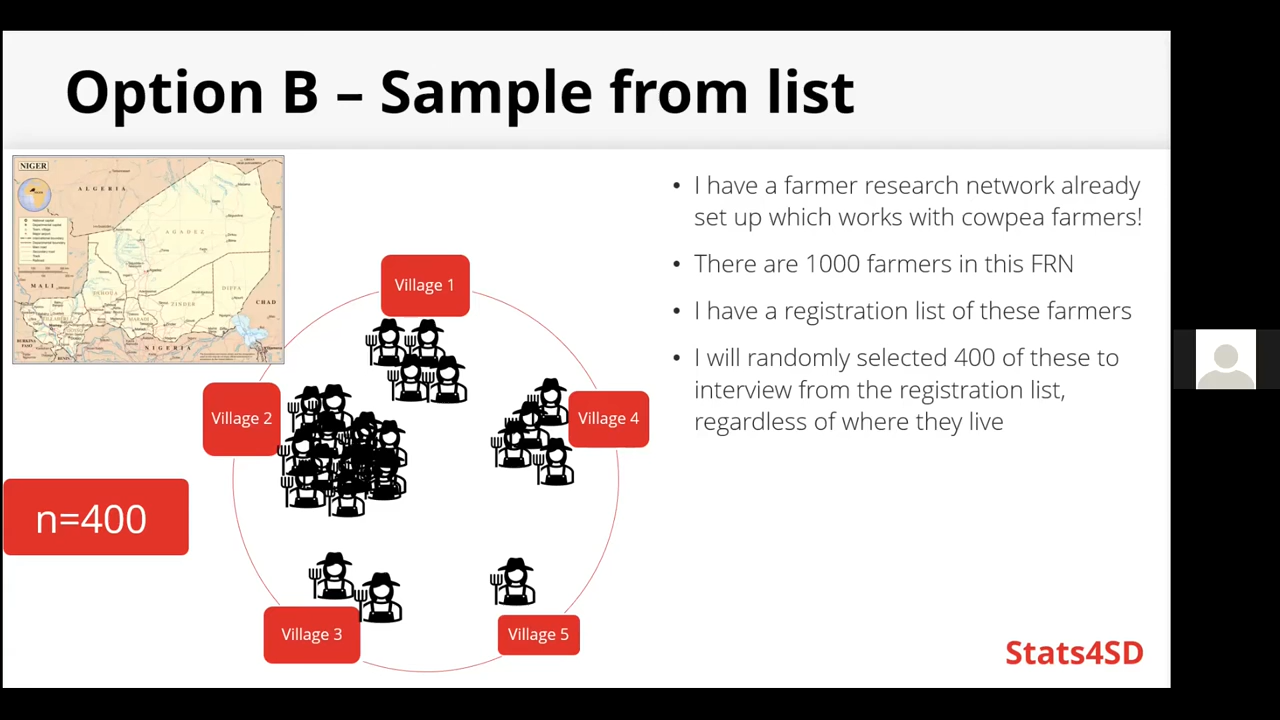 Option B – Sample from list
NIGER
ALGERIA
AGADEZ
MALI
DIFFA
ZINDER
CHAD
NIGERIA
• I have a farmer research network already
set up which works with cowpea farmers!
• There are 1000 farmers in this FRN
• I have a registration list of these farmers
• I will randomly selected 400 of these to
interview from the registration list,
regardless of where they live
Village 1
Village 2
Village 4
n=400
Village 3
Village 5
Stats4SD